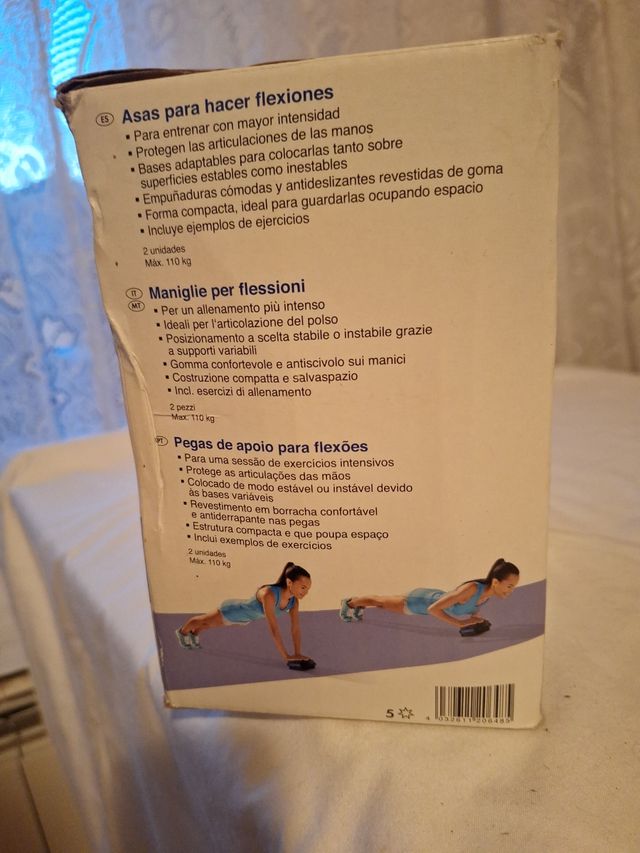 ES Asas para hacer flexiones
▪ Para entrenar con mayor intensidad
▪ Protegen las articulaciones de las manos
▪ Bases adaptables para colocarlas tanto sobre
superficies estables como inestables
▪ Empuñaduras cómodas y antideslizantes revestidas de goma
▪ Forma compacta, ideal para guardarlas ocupando espacio
▪ Incluye ejemplos de ejercicios
2 unidades
Máx. 110 kg
IT MT Maniglie per flessioni
▪ Per un allenamento più intenso
▪ Ideali per l'articolazione del polso
▪ Posizionamento a scelta stabile o instabile grazie
a supporti variabili
▪ Gomma confortevole e antiscivolo sui manici
▪ Costruzione compatta e salvaspazio
▪ Incl. esercizi di allenamento
2 pezzi
Max. 110 kg
PT Pegas de apoio para flexões
▪ Para uma sessão de exercícios intensivos
▪ Protege as articulações das mãos
▪ Colocado de modo estável ou instável devido
às bases variáveis
▪ Revestimento em borracha confortável
e antiderrapante nas pegas
▪ Estrutura compacta e que poupa espaço
▪ Inclui exemplos de exercícios
2 unidades
Máx. 110 kg
5
4 032611 206485